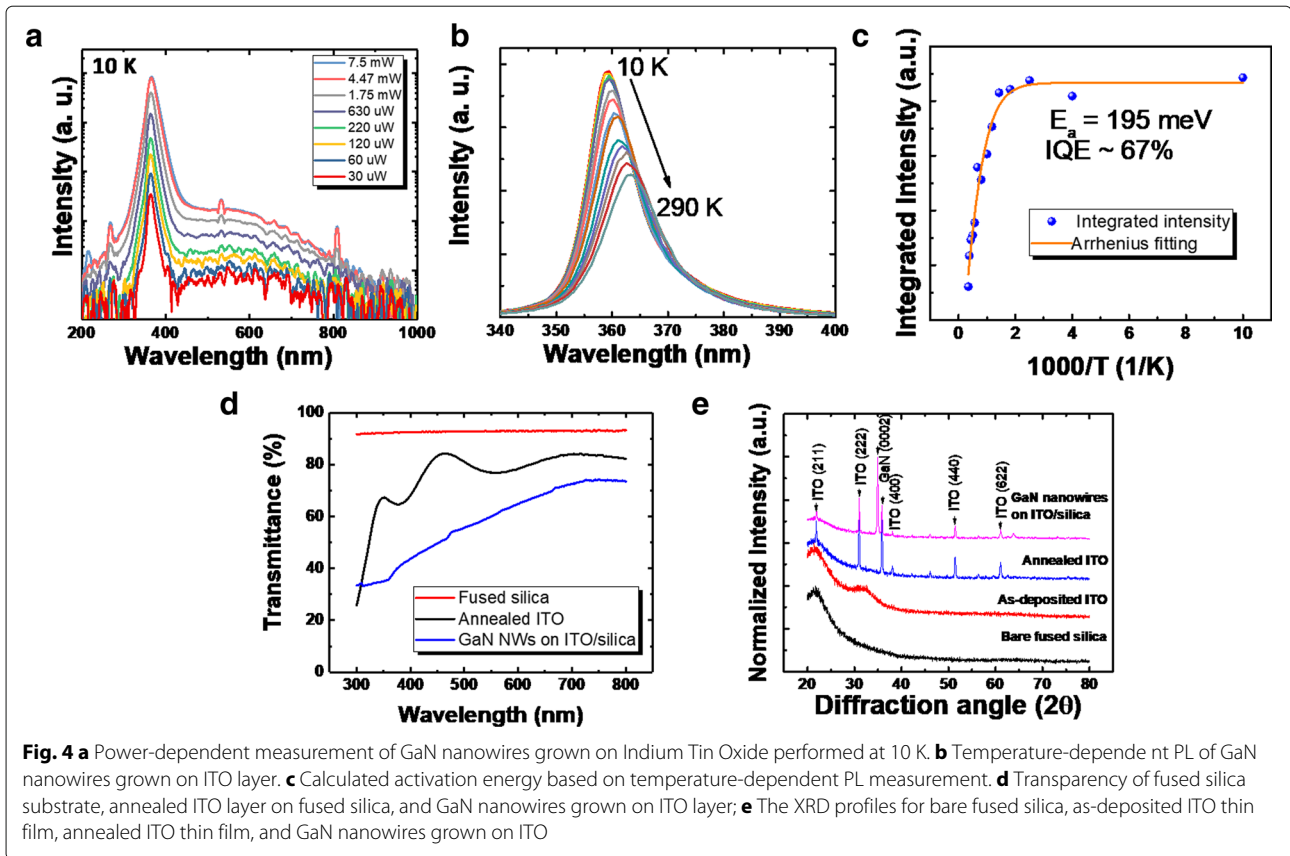 a
10 K
7.5 mW
4.47 mW
1.75 mW
630 uW
220 uW
120 uW
60 uW
30 uW
Intensity (a. u.)
200 400 600 800 1000
Wavelength (nm)
b
10 K
290 K
Intensity (a.u.)
340 350 360 370 380 390 400
Wavelength (nm)
c
Integrated Intensity (a.u.)
E_a = 195 meV
IQE ~ 67%
Integrated intensity
Arrhenius fitting
0 2 4 6 8 10
1000/T (1/K)
d
Transmittance (%)
100
80
60
40
20
0
Fused silica
Annealed ITO
GaN NWs on ITO/silica
300 400 500 600 700 800
Wavelength (nm)
e
Normalized Intensity (a.u.)
ITO (211)
ITO (222)
GaN (0002)
ITO (400)
ITO (440)
ITO (622)
GaN nanowires
on ITO/silica
Annealed ITO
As-deposited ITO
Bare fused silica
20 30 40 50 60 70 80
Diffraction angle (2θ)
Fig. 4 a Power-dependent measurement of GaN nanowires grown on Indium Tin Oxide performed at 10 K. b Temperature-depende nt PL of GaN
nanowires grown on ITO layer. c Calculated activation energy based on temperature-dependent PL measurement. d Transparency of fused silica
substrate, annealed ITO layer on fused silica, and GaN nanowires grown on ITO layer; e The XRD profiles for bare fused silica, as-deposited ITO thin
film, annealed ITO thin film, and GaN nanowires grown on ITO